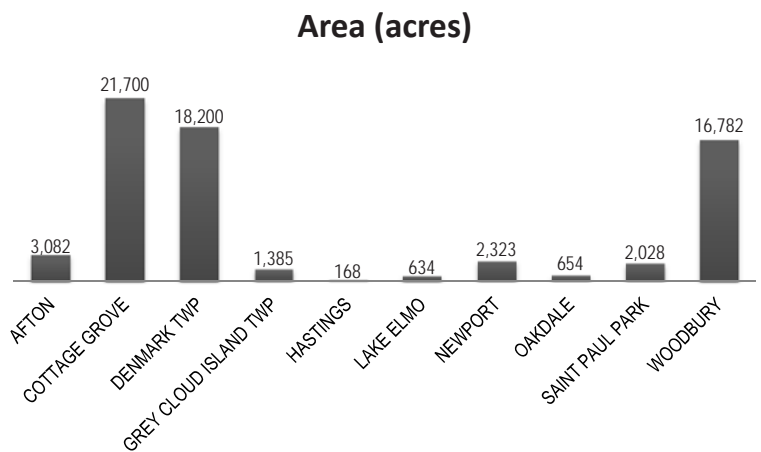 Area (acres)
3,082
21,700
18,200
1,385
168
634
2,323
654
2,028
16,782
AFTON
COTTAGE GROVE
DENMARK TWP
GREY CLOUD ISLAND TWP
HASTINGS
LAKE ELMO
NEWPORT
OAKDALE
SAINT PAUL PARK
WOODBURY